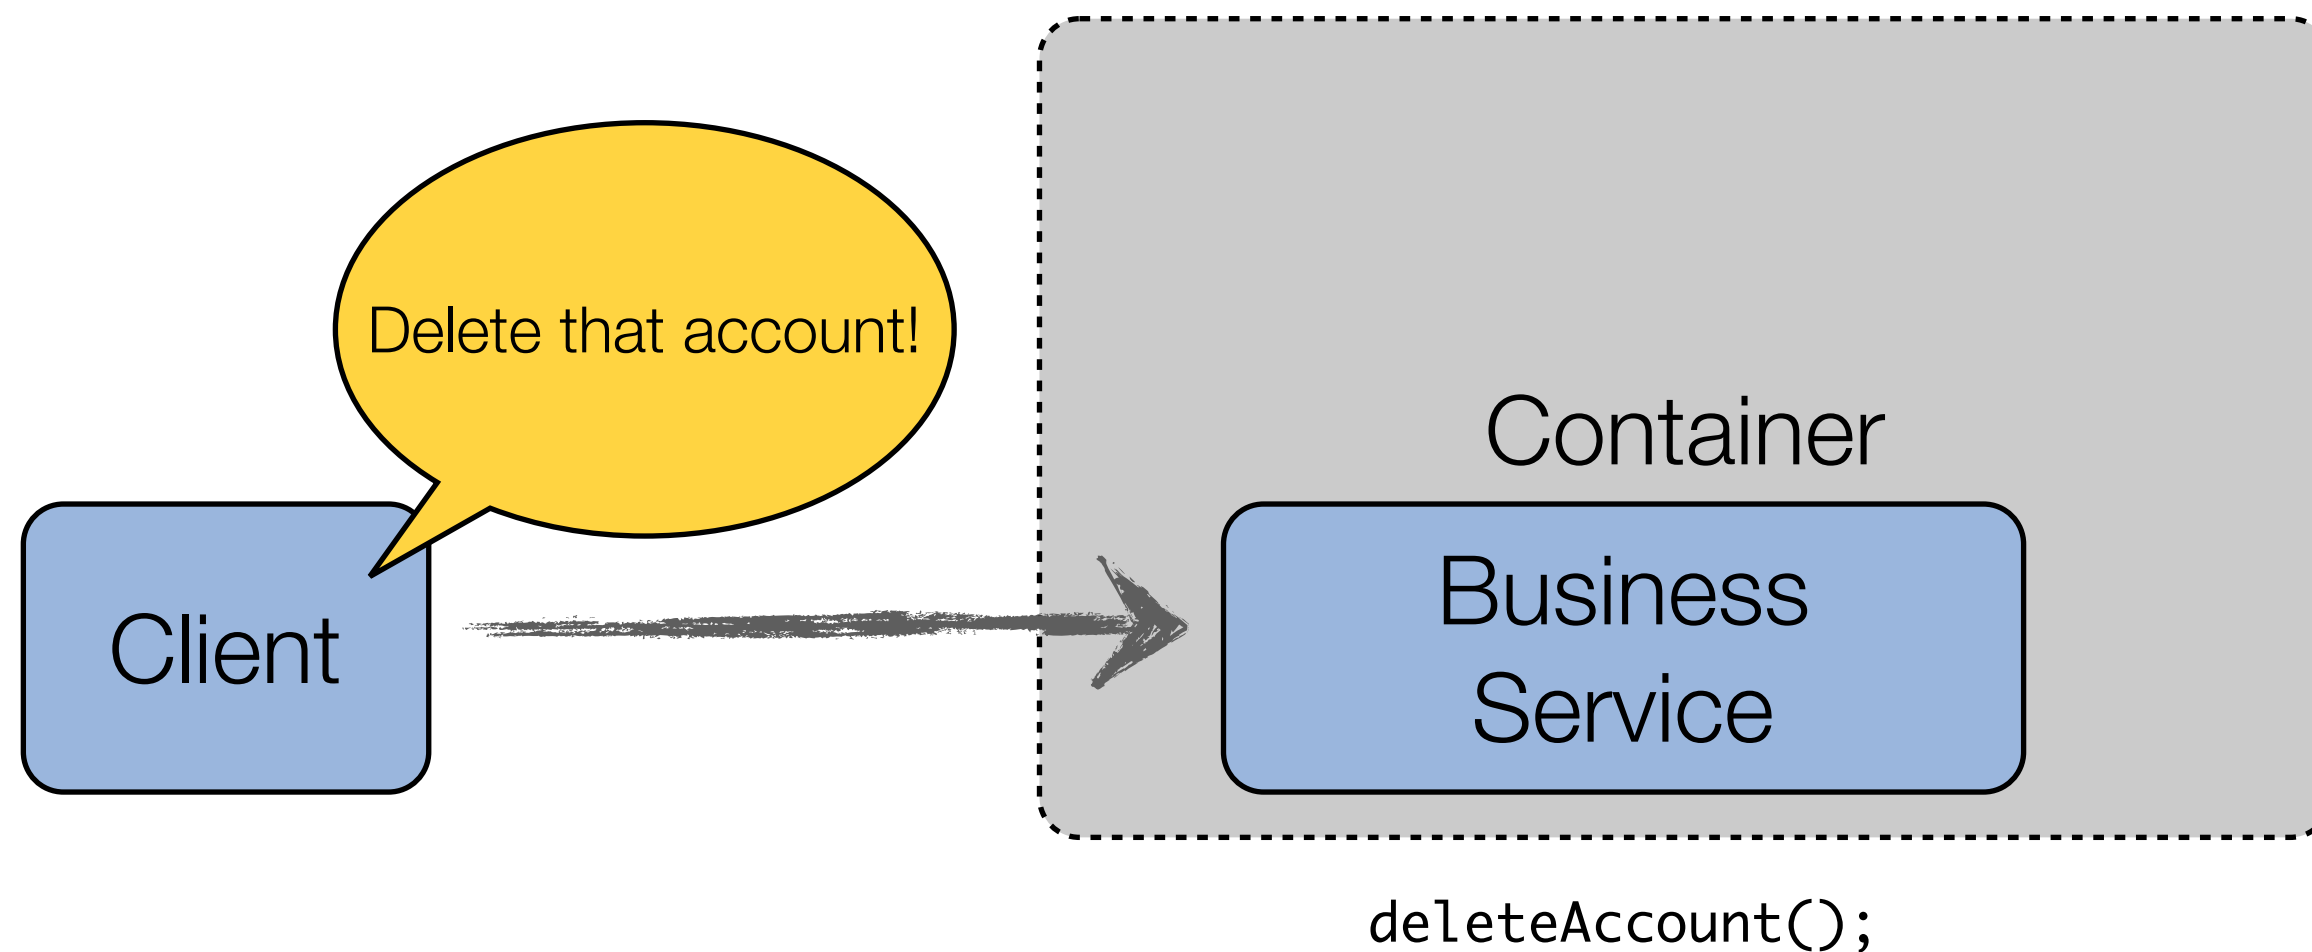 Delete that account!
Client
Container
Business
Service
deleteAccount();